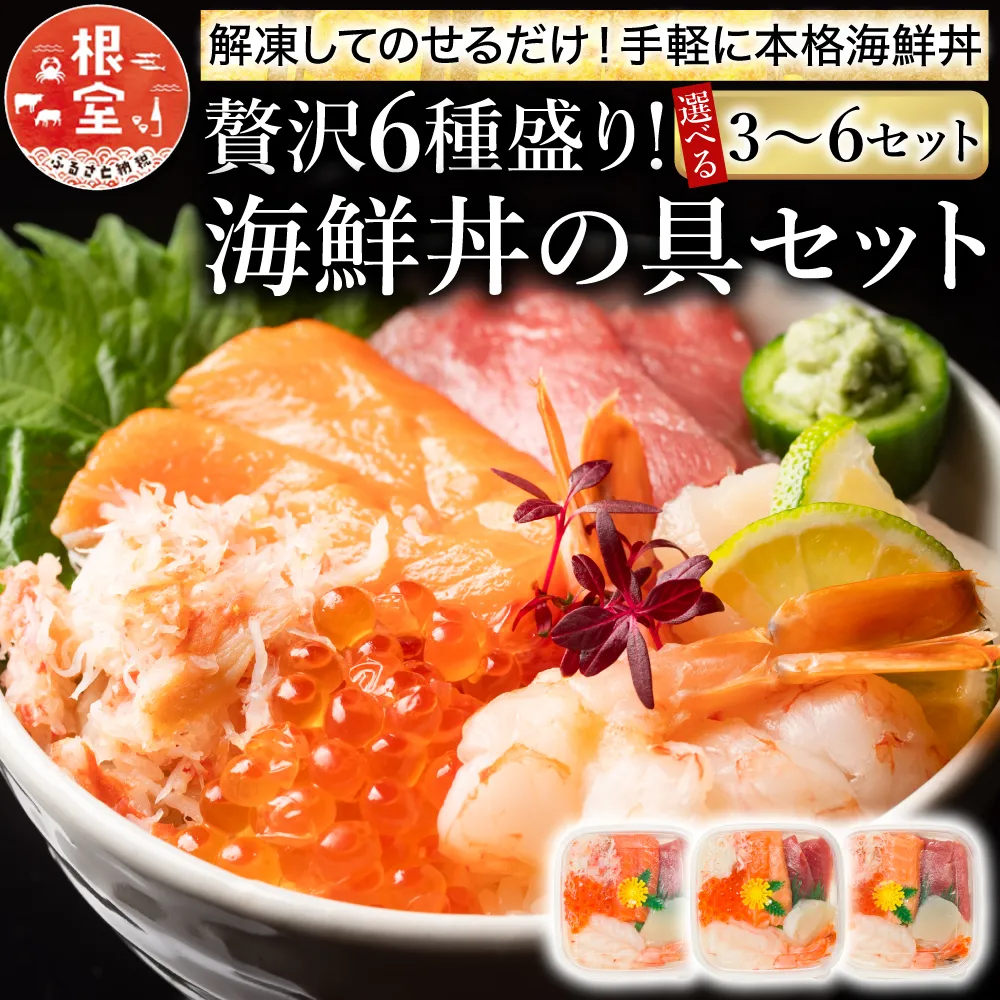 根室
ふるさと納税
解凍してのせるだけ！手軽に本格海鮮丼
贅沢6種盛り！
選べる
3〜6セット
海鮮丼の具セット